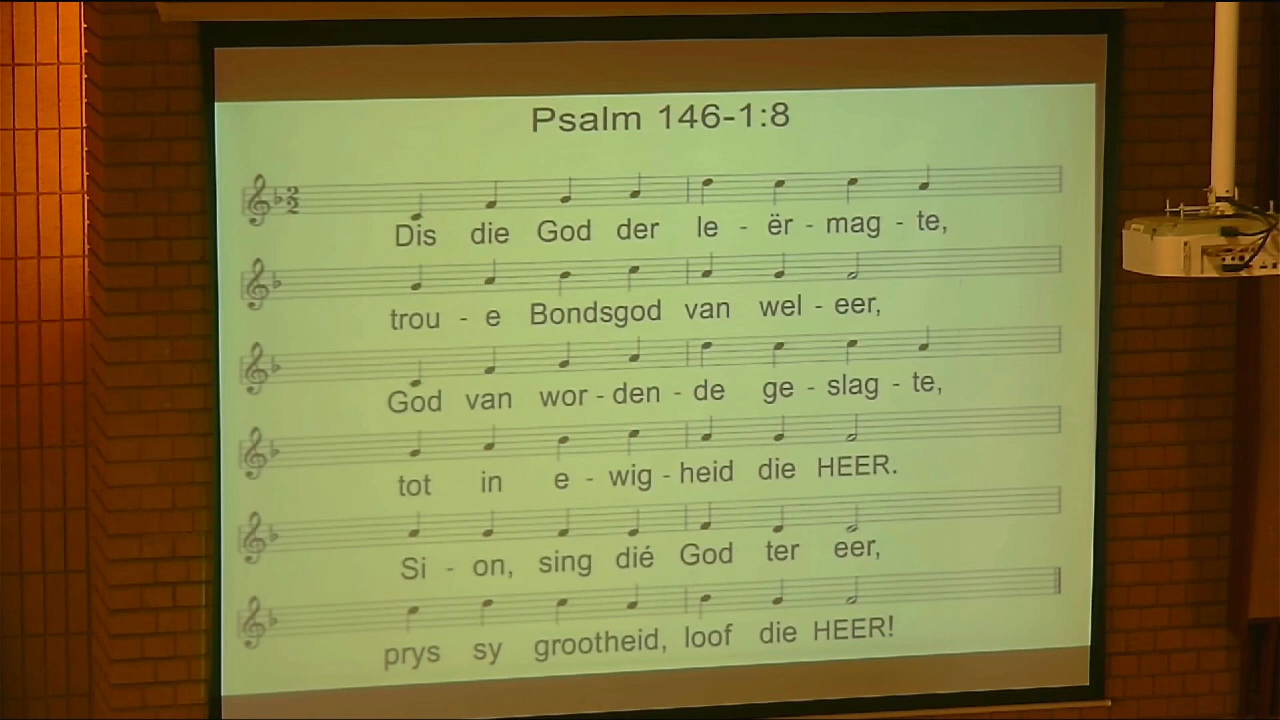 Psalm 146-1:8
Dis die God der le - ër - mag - te,
trou - e Bondsgod van wel - eer,
God van wor - den - de ge - slag - te,
tot in e - wig - heid die HEER.
Si - on, sing dié God ter eer,
prys sy grootheid, loof die HEER!